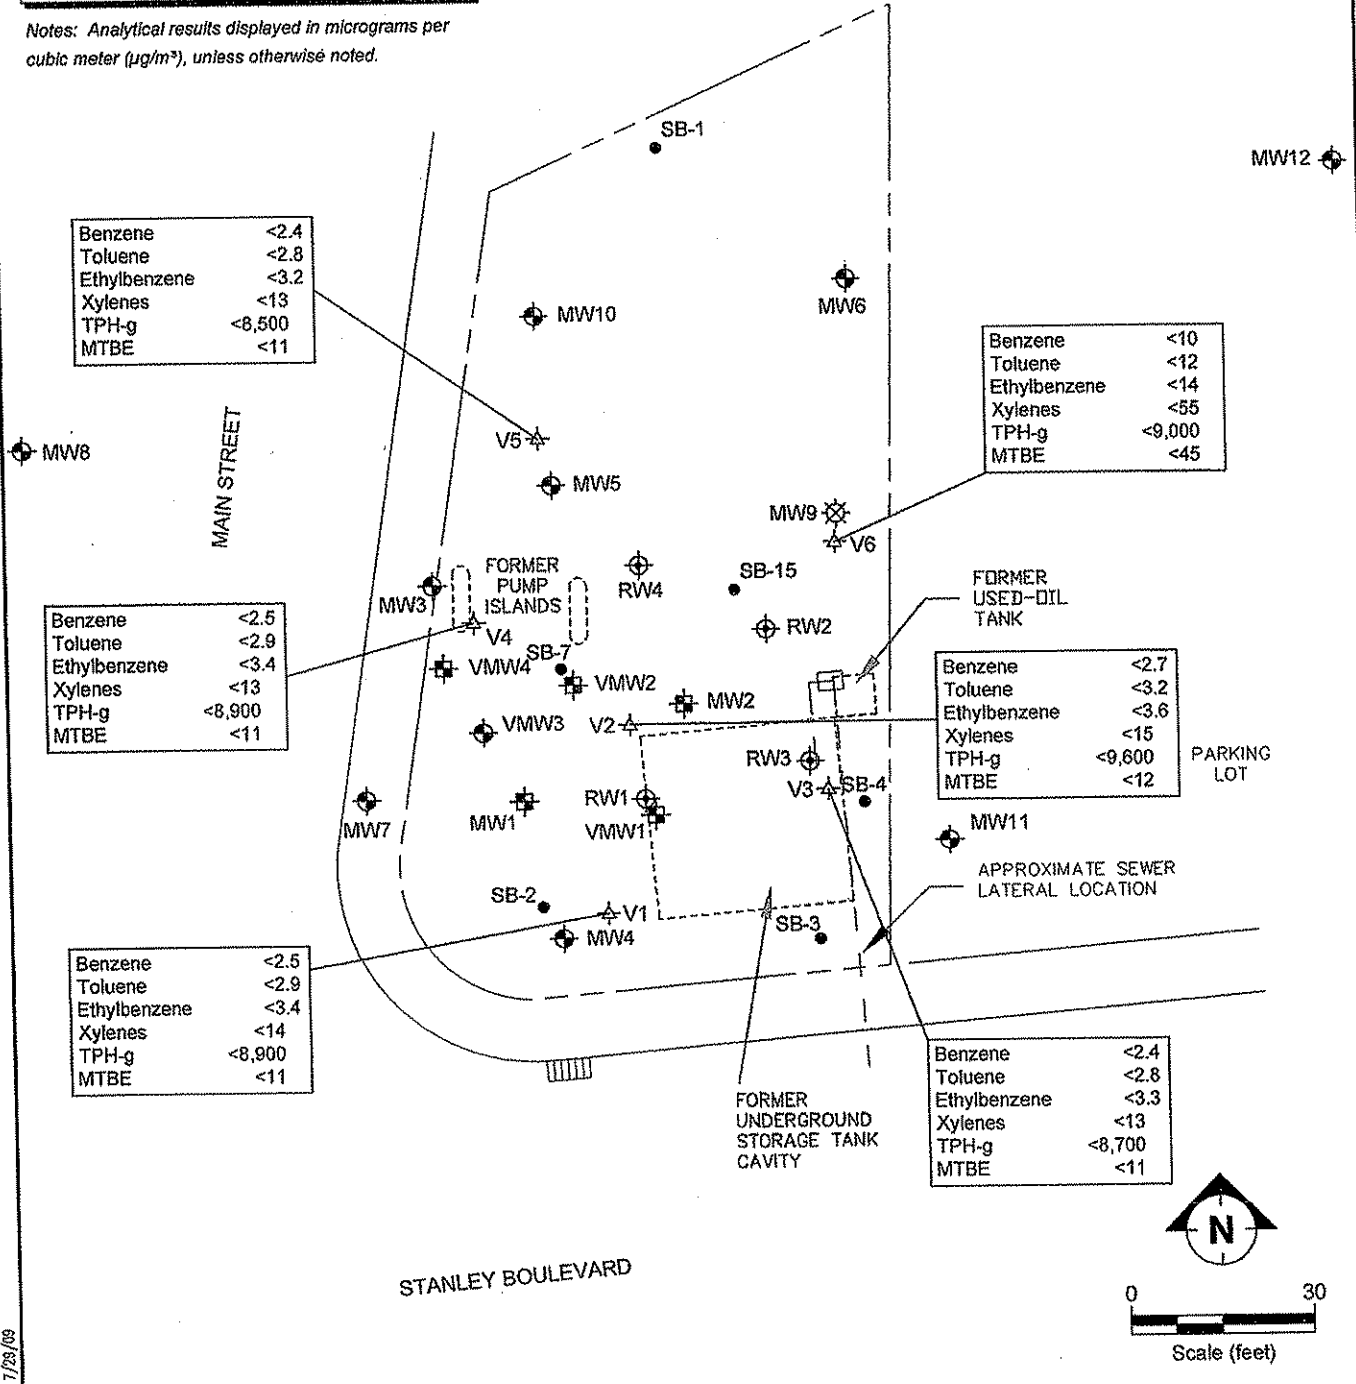 Notes: Analytical results displayed in micrograms per
cubic meter (µg/m³), unless otherwise noted.
SB-1
MW12
Benzene <2.4
Toluene <2.8
Ethylbenzene <3.2
Xylenes <13
TPH-g <8,500
MTBE <11
MW6
MW10
Benzene <10
Toluene <12
Ethylbenzene <14
Xylenes <55
TPH-g <9,000
MTBE <45
MAIN STREET
V5
MW8
MW5
MW9
V6
FORMER
PUMP
ISLANDS
MW3
RW4
SB-15
FORMER
USED-OIL
TANK
Benzene <2.5
Toluene <2.9
Ethylbenzene <3.4
Xylenes <13
TPH-g <8,900
MTBE <11
V4
RW2
SB-7
VMW4
VMW2
MW2
Benzene <2.7
Toluene <3.2
Ethylbenzene <3.6
Xylenes <15
TPH-g <9,600
MTBE <12
VMW3
V2
RW3
PARKING
LOT
V3
SB-4
RW1
MW7
MW1
VMW1
MW11
APPROXIMATE SEWER
LATERAL LOCATION
SB-2
V1
SB-3
MW4
Benzene <2.5
Toluene <2.9
Ethylbenzene <3.4
Xylenes <14
TPH-g <8,900
MTBE <11
Benzene <2.4
Toluene <2.8
Ethylbenzene <3.3
Xylenes <13
TPH-g <8,700
MTBE <11
FORMER
UNDERGROUND
STORAGE TANK
CAVITY
N
STANLEY BOULEVARD
0 30
Scale (feet)
7/29/09